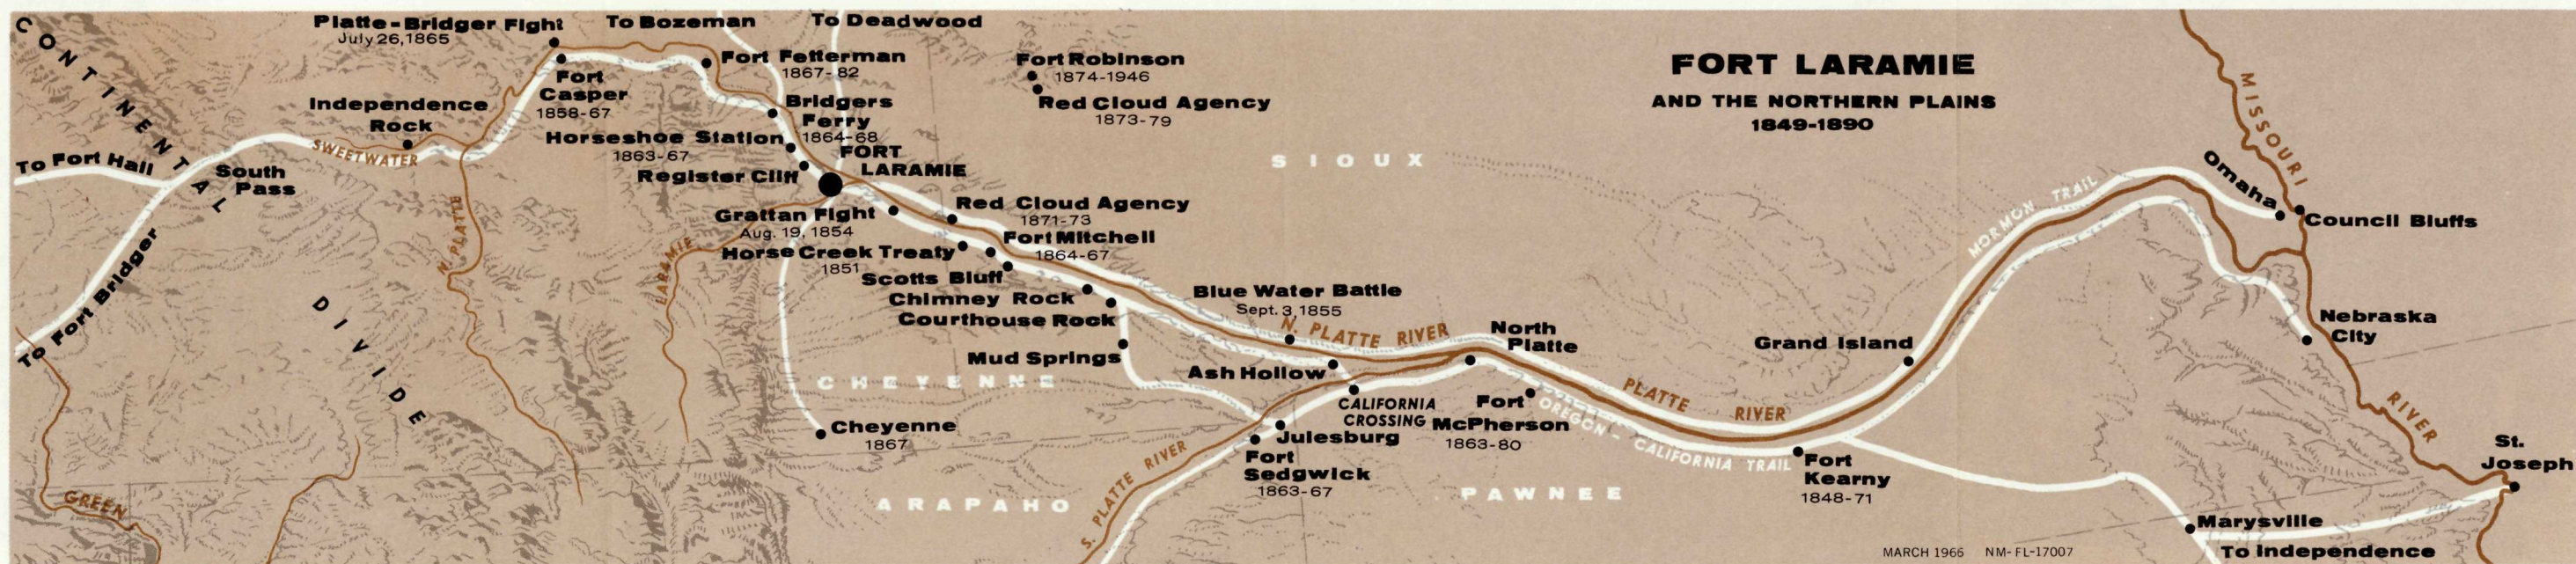 FORT LARAMIE
AND THE NORTHERN PLAINS
1849-1890
CONTINENTAL
DIVIDE
Platte-Bridger Fight
July 26, 1865
To Bozeman
To Deadwood
Fort Fetterman
1867-82
Fort Robinson
1874-1946
Red Cloud Agency
1873-79
Fort
Casper
1858-67
Independence
Rock
Bridgers
Ferry
1864-68
Horseshoe Station
1863-67
SWEETWATER
To Fort Hall
South
Pass
FORT
LARAMIE
Register Cliff
Grattan Fight
Aug. 19, 1854
Red Cloud Agency
1871-73
Fort Mitchell
1864-67
Horse Creek Treaty
1851
Scotts Bluff
Chimney Rock
Courthouse Rock
Mud Springs
To Fort Bridger
N. PLATTE
LARAMIE
GREEN
Blue Water Battle
Sept. 3, 1855
N. PLATTE RIVER
North
Platte
Ash Hollow
CALIFORNIA
CROSSING
Julesburg
Fort
Sedgwick
1863-67
Cheyenne
1867
CHEYENNE
ARAPAHO
SIOUX
PAWNEE
S. PLATTE RIVER
Fort
McPherson
1863-80
OREGON - CALIFORNIA TRAIL
PLATTE RIVER
Grand Island
Fort
Kearny
1848-71
MORMON TRAIL
MISSOURI
RIVER
Omaha
Council Bluffs
Nebraska
City
St.
Joseph
Marysville
To Independence
MARCH 1966 NM-FL-17007